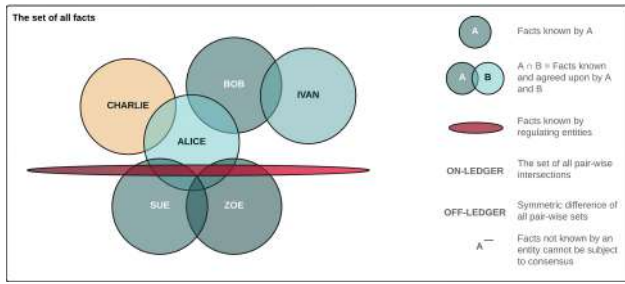 The set of all facts
CHARLIE
BOB
IVAN
ALICE
SUE
ZOE
A
Facts known by A
A
B
A ∩ B = Facts known
and agreed upon by A
and B
Facts known by
regulating entities
ON-LEDGER
The set of all pair-wise
intersections
OFF-LEDGER
Symmetric difference of
all pair-wise sets
A
Facts not known by an
entity cannot be subject
to consensus